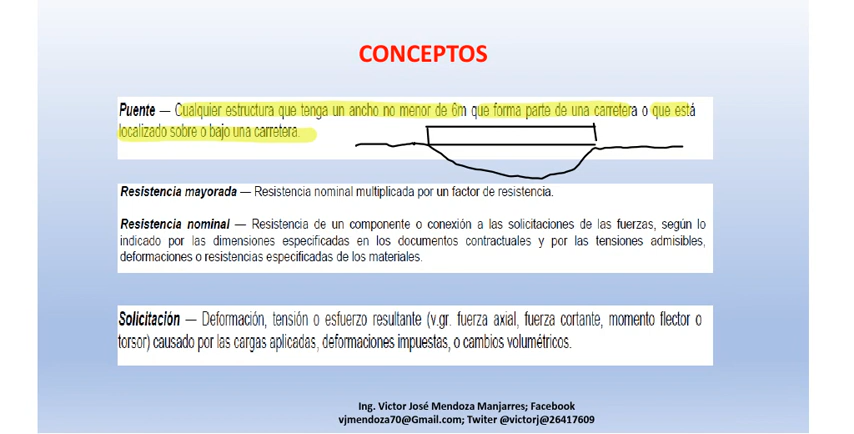 CONCEPTOS
Puente — Cualquier estructura que tenga un ancho no menor de 6m que forma parte de una carretera o que está
localizado sobre o bajo una carretera.
Resistencia mayorada — Resistencia nominal multiplicada por un factor de resistencia.
Resistencia nominal — Resistencia de un componente o conexión a las solicitaciones de las fuerzas, según lo
indicado por las dimensiones especificadas en los documentos contractuales y por las tensiones admisibles,
deformaciones o resistencias especificadas de los materiales.
Solicitación — Deformación, tensión o esfuerzo resultante (v.gr. fuerza axial, fuerza cortante, momento flector o
torsor) causado por las cargas aplicadas, deformaciones impuestas, o cambios volumétricos.
Ing. Victor José Mendoza Manjarres; Facebook
vjmendoza70@Gmail.com; Twiter @victorj@26417609